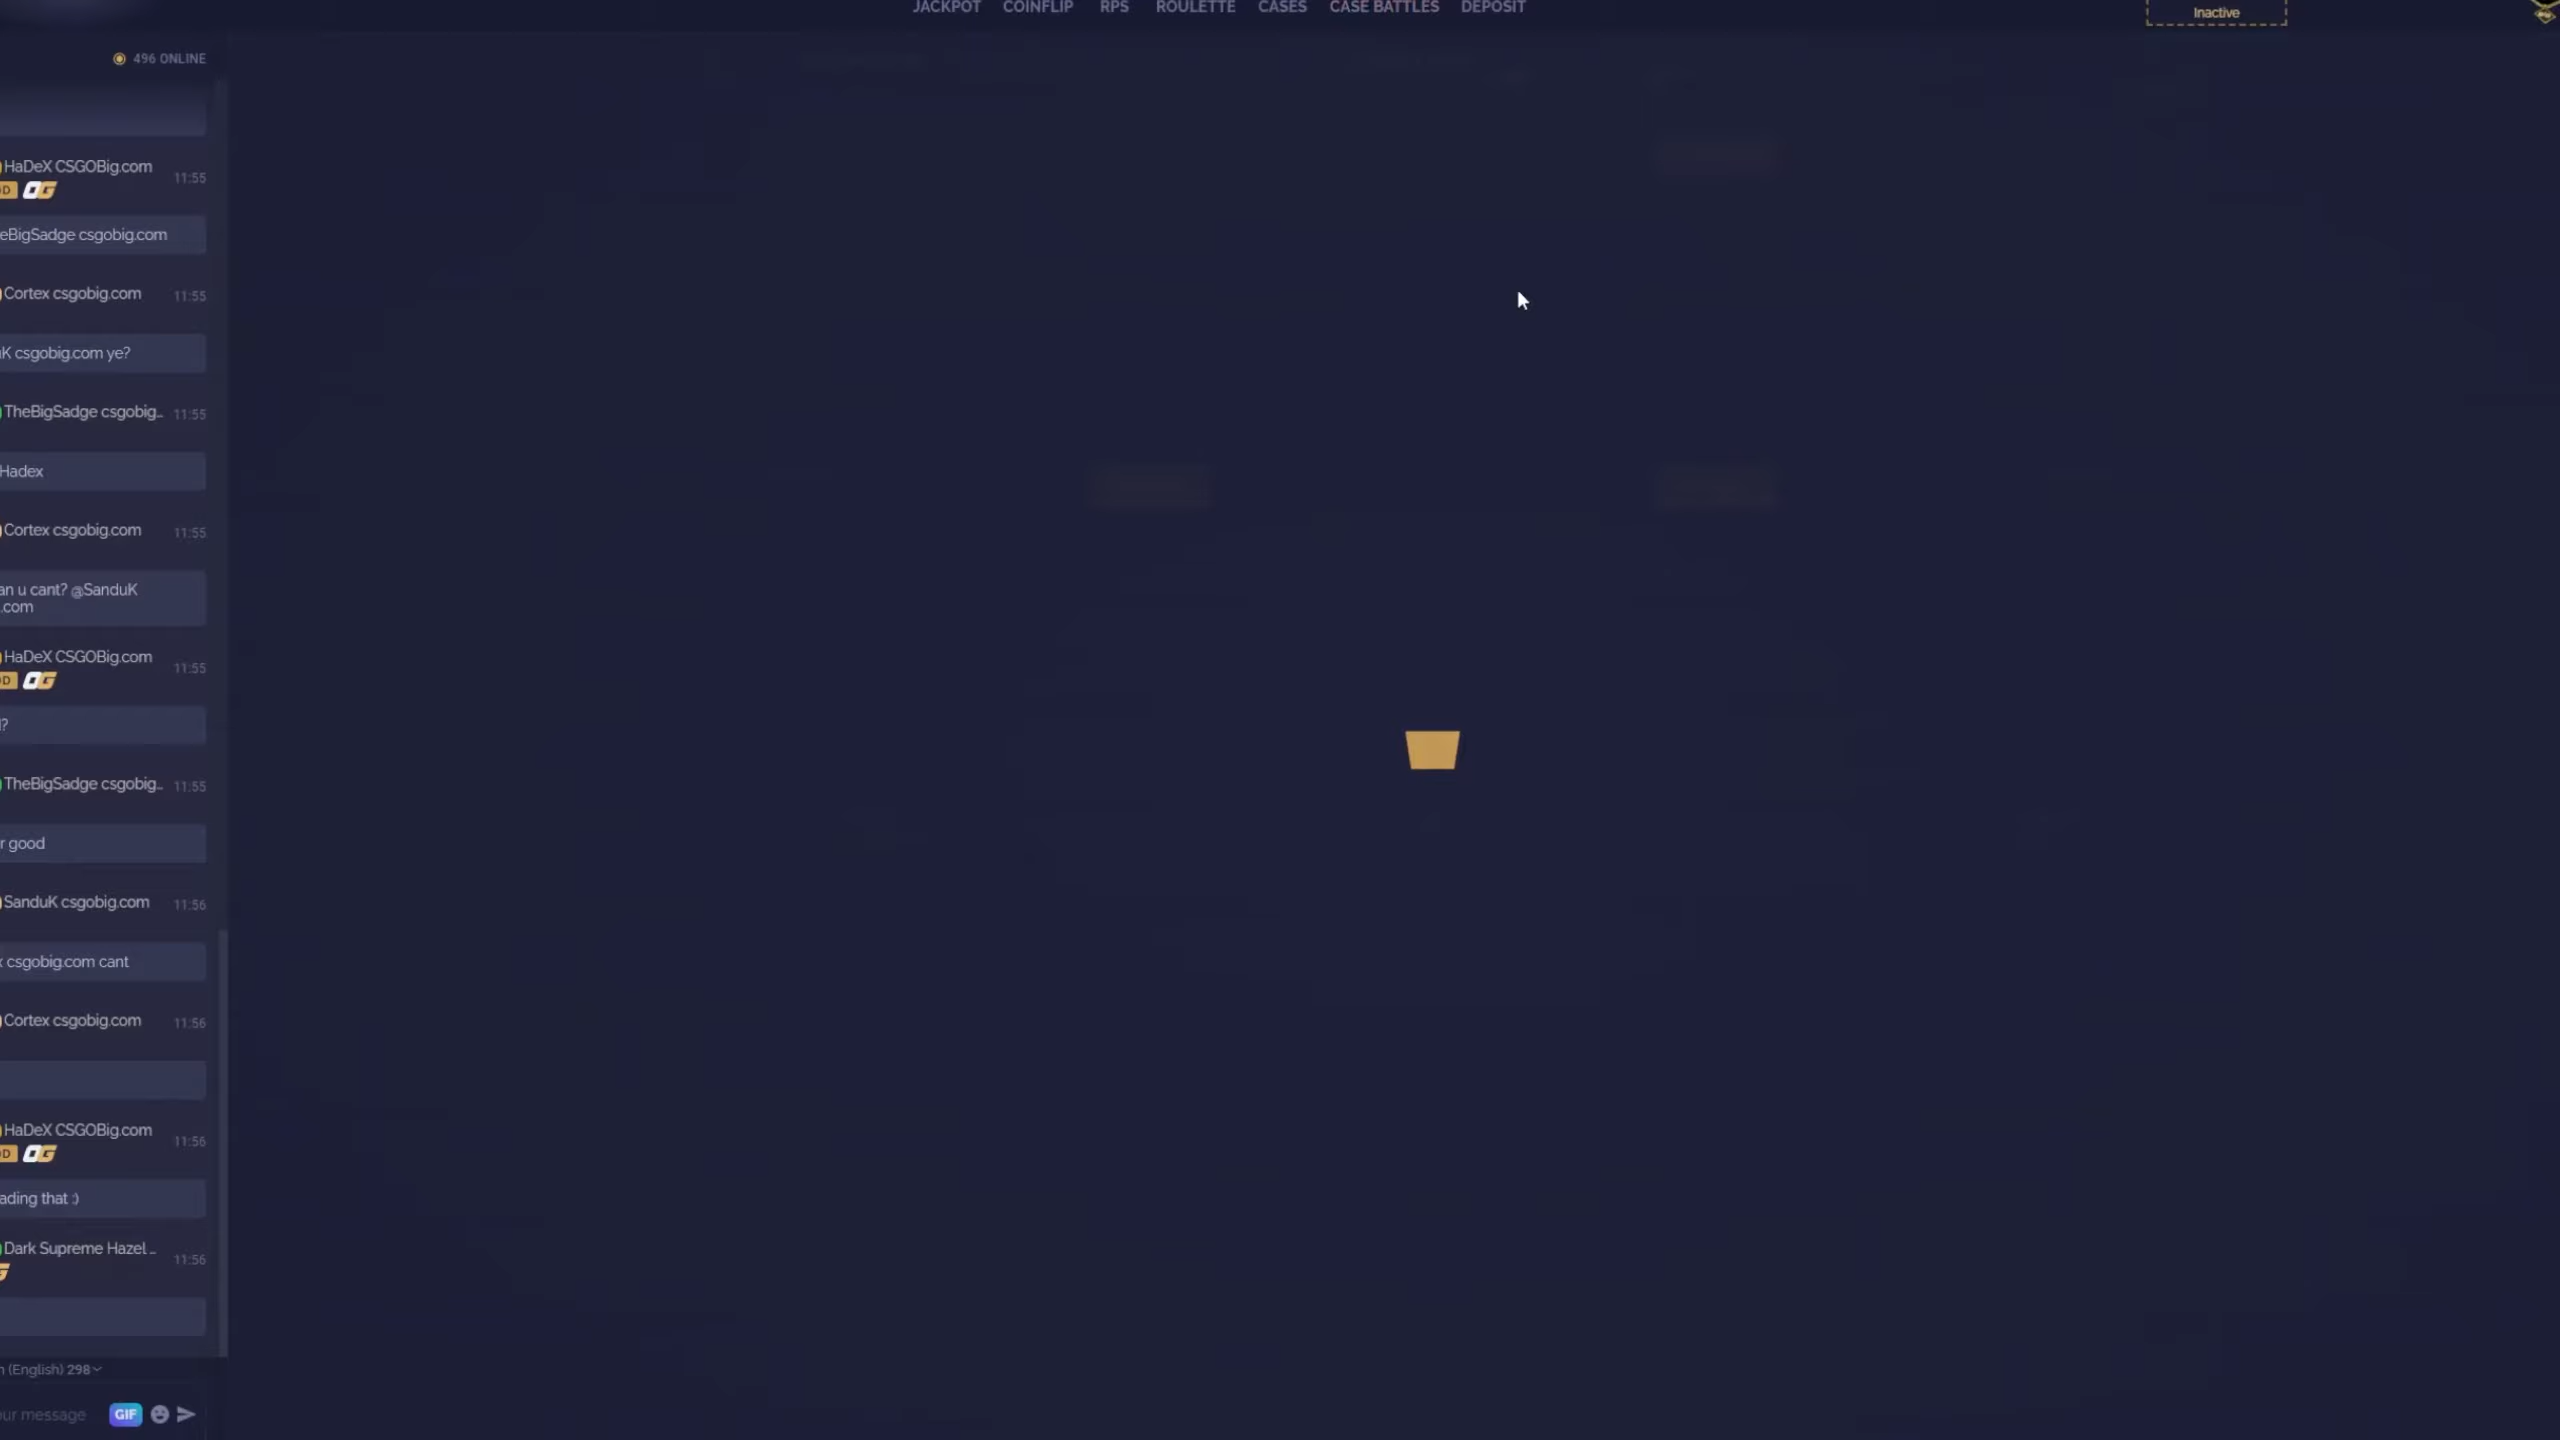 JACKPOT COINFLIP RPS ROULETTE CASES CASE BATTLES DEPOSIT
Inactive
496 ONLINE
HaDeX CSGOBig.com 11:55
OG
eBigSadge csgobig.com
Cortex csgobig.com 11:55
K csgobig.com ye?
TheBigSadge csgobig... 11:55
Hadex
Cortex csgobig.com 11:55
an u cant? @SanduK
.com
HaDeX CSGOBig.com 11:55
D OG
?
TheBigSadge csgobig... 11:55
r good
SanduK csgobig.com 11:56
csgobig.com cant
Cortex csgobig.com 11:56
HaDeX CSGOBig.com 11:56
D OG
ading that :)
Dark Supreme Hazel ... 11:56
(English) 298
ur message GIF